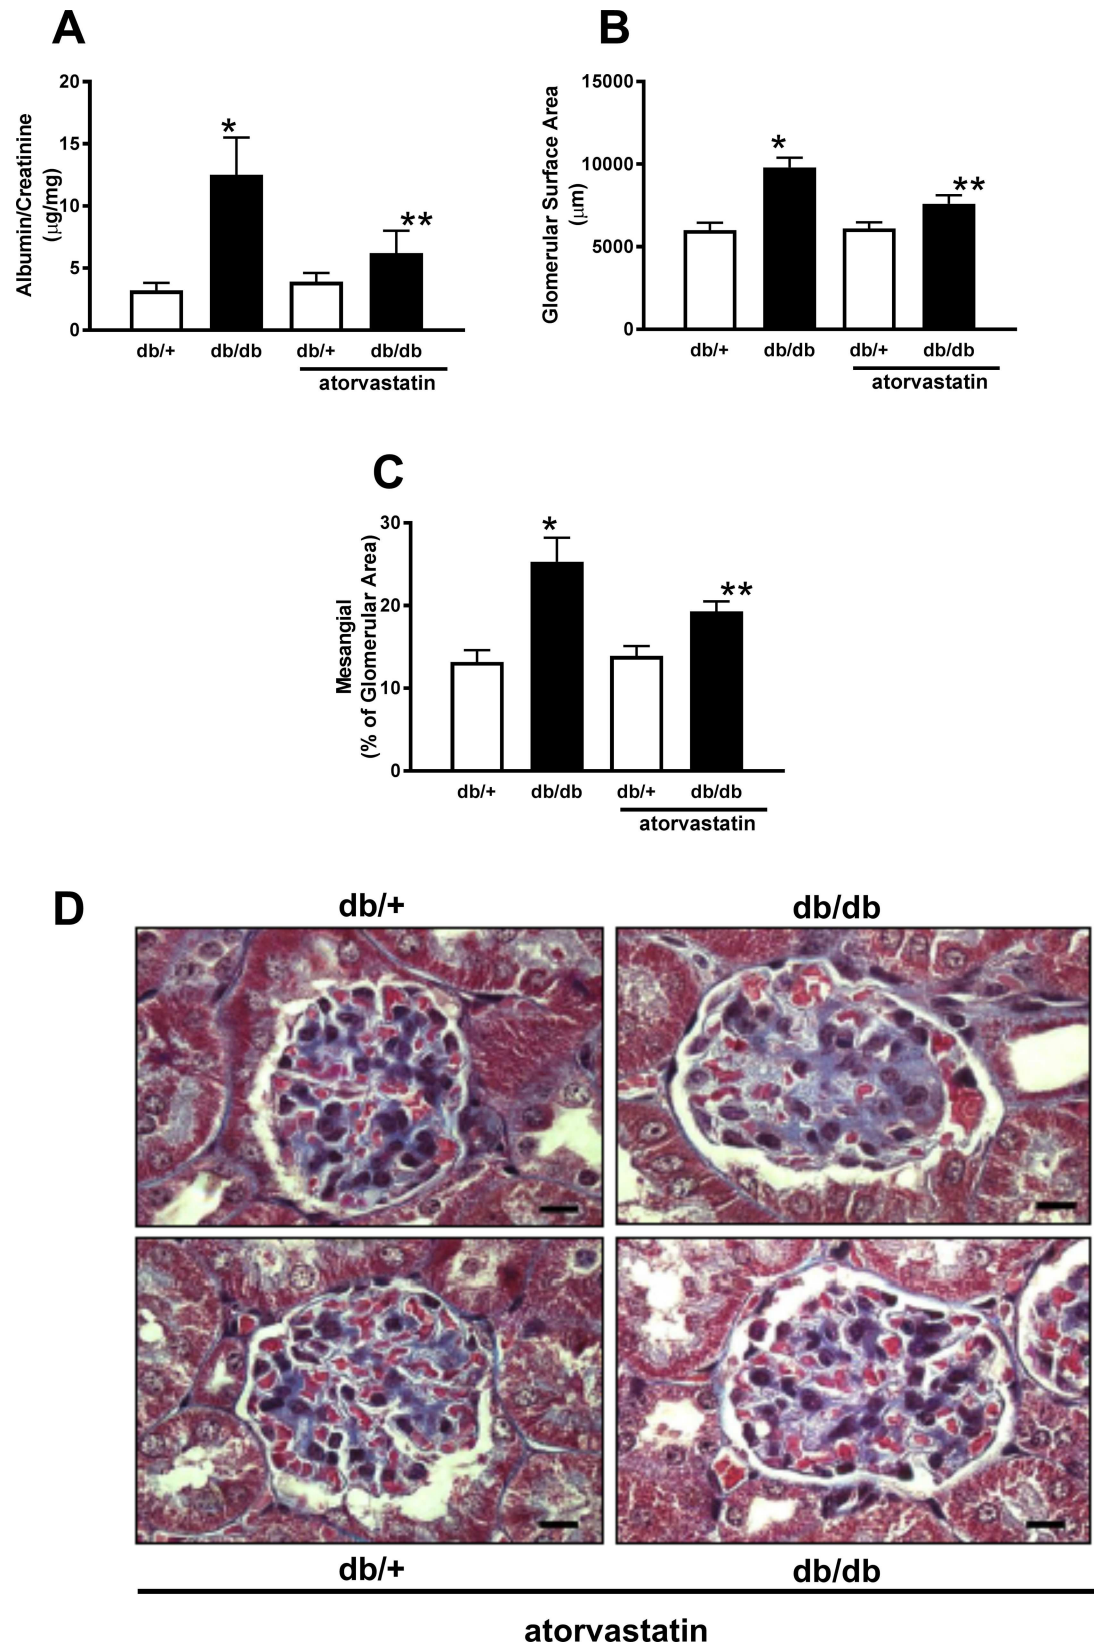 A
20
15
10
5
0
Albumin/Creatinine
(μg/mg)
*
**
db/+ db/db db/+ db/db
atorvastatin
B
15000
10000
5000
0
Glomerular Surface Area
(μm)
*
**
db/+ db/db db/+ db/db
atorvastatin
C
30
20
10
0
Mesangial
(% of Glomerular Area)
*
**
db/+ db/db db/+ db/db
atorvastatin
D
db/+ db/db
db/+ db/db
atorvastatin